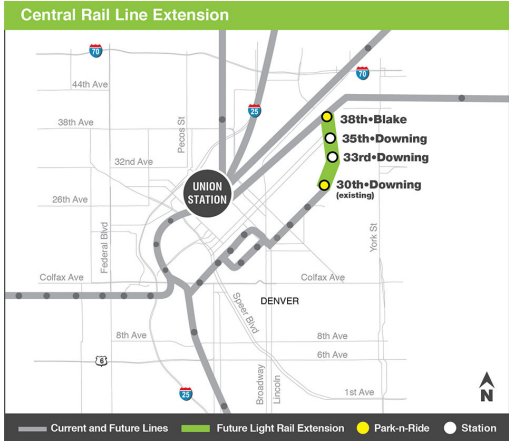 Central Rail Line Extension
70
70
44th Ave
25
Pecos St
38th Ave
38th•Blake
35th•Downing
32nd Ave
33rd•Downing
UNION
STATION
30th•Downing
(existing)
26th Ave
Federal Blvd
York St
Colfax Ave
Colfax Ave
DENVER
Speer Blvd
8th Ave
8th Ave
6th Ave
6
Broadway
Lincoln
1st Ave
25
N
Current and Future Lines
Future Light Rail Extension
Park-n-Ride
Station